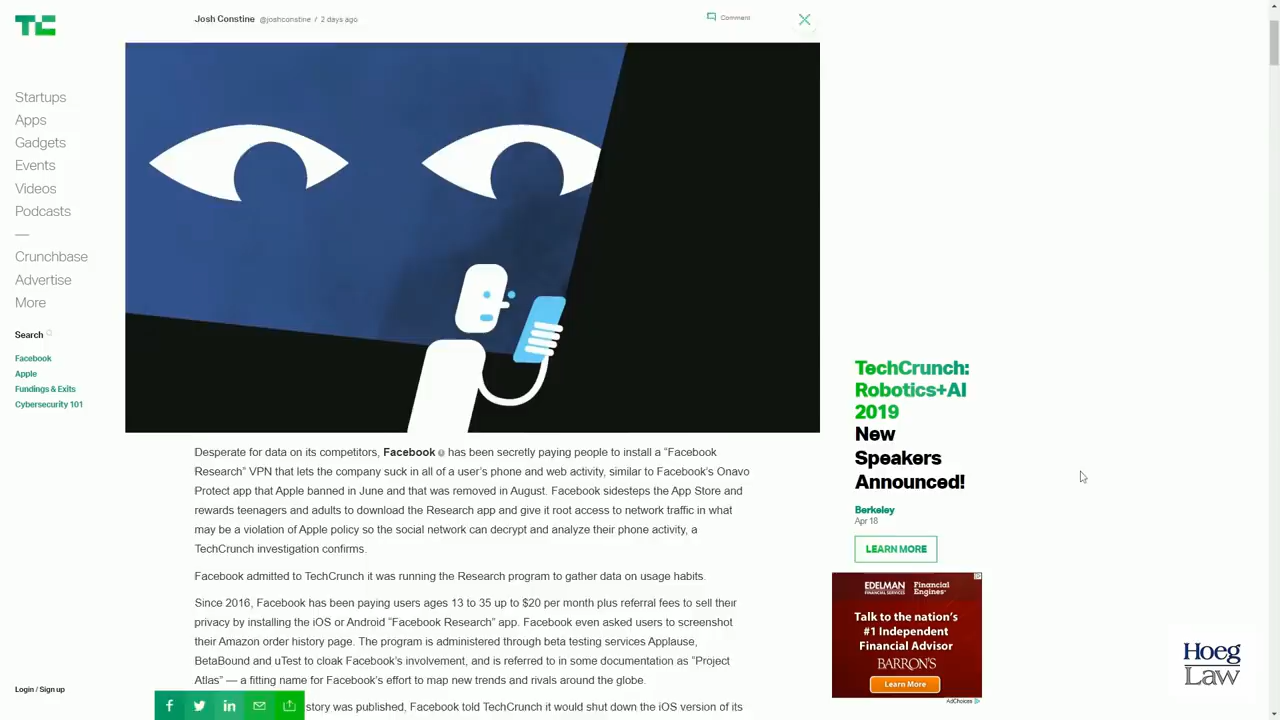 TC
Josh Constine @joshconstine / 2 days ago
Comment
Startups
Apps
Gadgets
Events
Videos
Podcasts
—
Crunchbase
Advertise
More
Search
Facebook
Apple
Fundings & Exits
Cybersecurity 101
Login / Sign up
Desperate for data on its competitors, Facebook has been secretly paying people to install a “Facebook
Research” VPN that lets the company suck in all of a user’s phone and web activity, similar to Facebook’s Onavo
Protect app that Apple banned in June and that was removed in August. Facebook sidesteps the App Store and
rewards teenagers and adults to download the Research app and give it root access to network traffic in what
may be a violation of Apple policy so the social network can decrypt and analyze their phone activity, a
TechCrunch investigation confirms.
Facebook admitted to TechCrunch it was running the Research program to gather data on usage habits.
Since 2016, Facebook has been paying users ages 13 to 35 up to $20 per month plus referral fees to sell their
privacy by installing the iOS or Android “Facebook Research” app. Facebook even asked users to screenshot
their Amazon order history page. The program is administered through beta testing services Applause,
BetaBound and uTest to cloak Facebook’s involvement, and is referred to in some documentation as “Project
Atlas” — a fitting name for Facebook’s effort to map new trends and rivals around the globe.
story was published, Facebook told TechCrunch it would shut down the iOS version of its
TechCrunch:
Robotics+AI
2019
New
Speakers
Announced!
Berkeley
Apr 18
LEARN MORE
EDELMAN FINANCIAL SERVICES Financial Engines
Talk to the nation’s
#1 Independent
Financial Advisor
BARRON'S
Learn More
AdChoices
Hoeg
Law